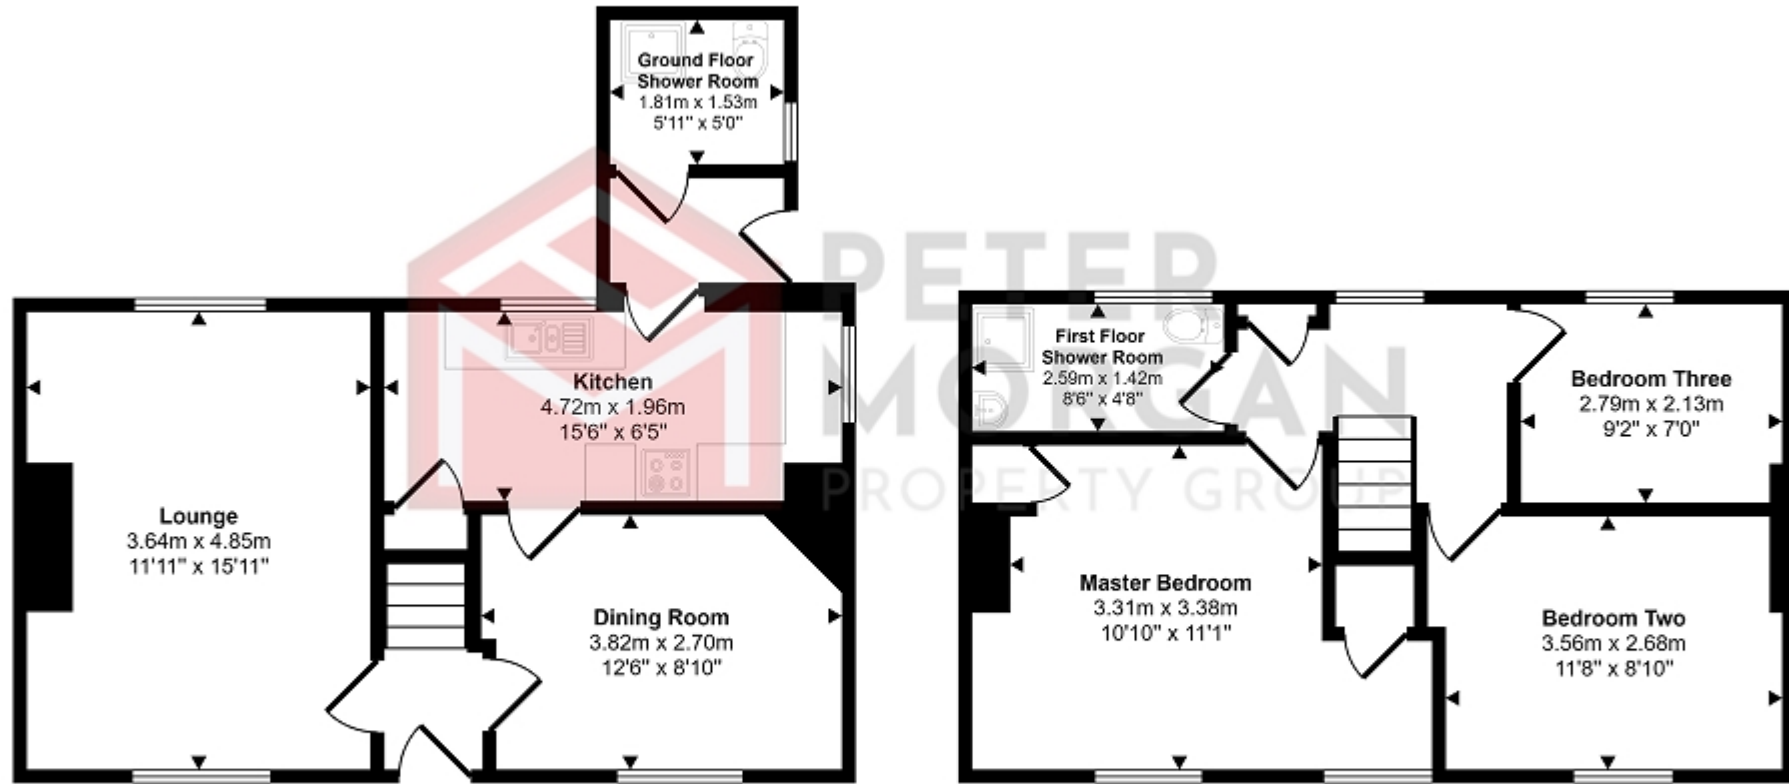 Ground Floor
Shower Room
1.81m x 1.53m
5'11" x 5'0"
PETER
MORGAN
PROPERTY GROUP
Kitchen
4.72m x 1.96m
15'6" x 6'5"
Lounge
3.64m x 4.85m
11'11" x 15'11"
Dining Room
3.82m x 2.70m
12'6" x 8'10"
First Floor
Shower Room
2.59m x 1.42m
8'6" x 4'8"
Bedroom Three
2.79m x 2.13m
9'2" x 7'0"
Master Bedroom
3.31m x 3.38m
10'10" x 11'1"
Bedroom Two
3.56m x 2.68m
11'8" x 8'10"